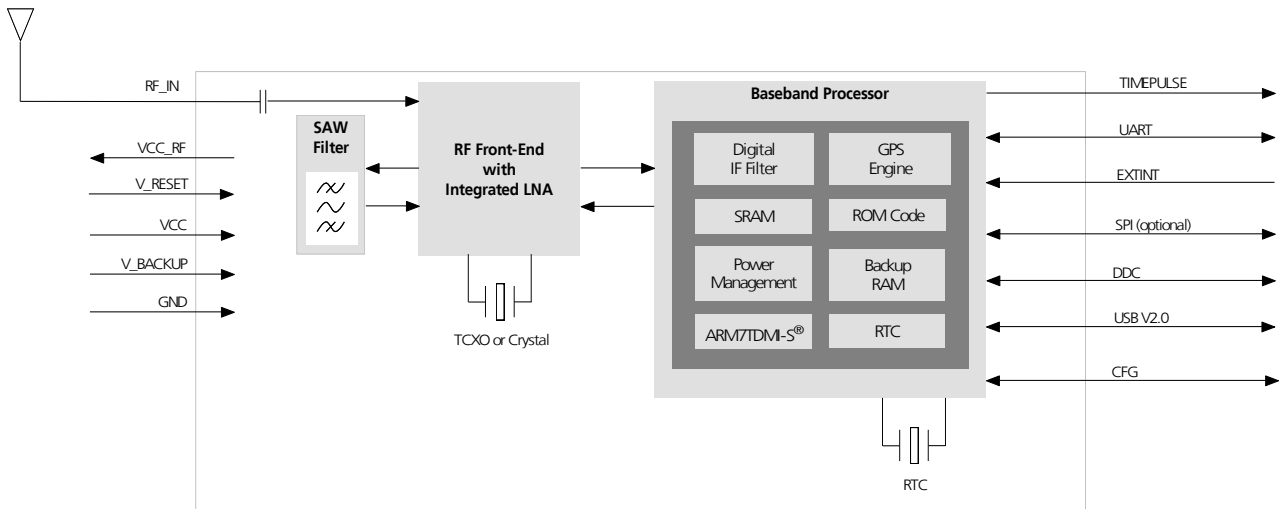 RF_IN
VCC_RF
V_RESET
VCC
V_BACKUP
GND
SAW
Filter
RF Front-End
with
Integrated LNA
TCXO or Crystal
Baseband Processor
Digital
IF Filter
GPS
Engine
SRAM
ROM Code
Power
Management
Backup
RAM
ARM7TDMI-S®
RTC
RTC
TIMEPULSE
UART
EXTINT
SPI (optional)
DDC
USB V2.0
CFG